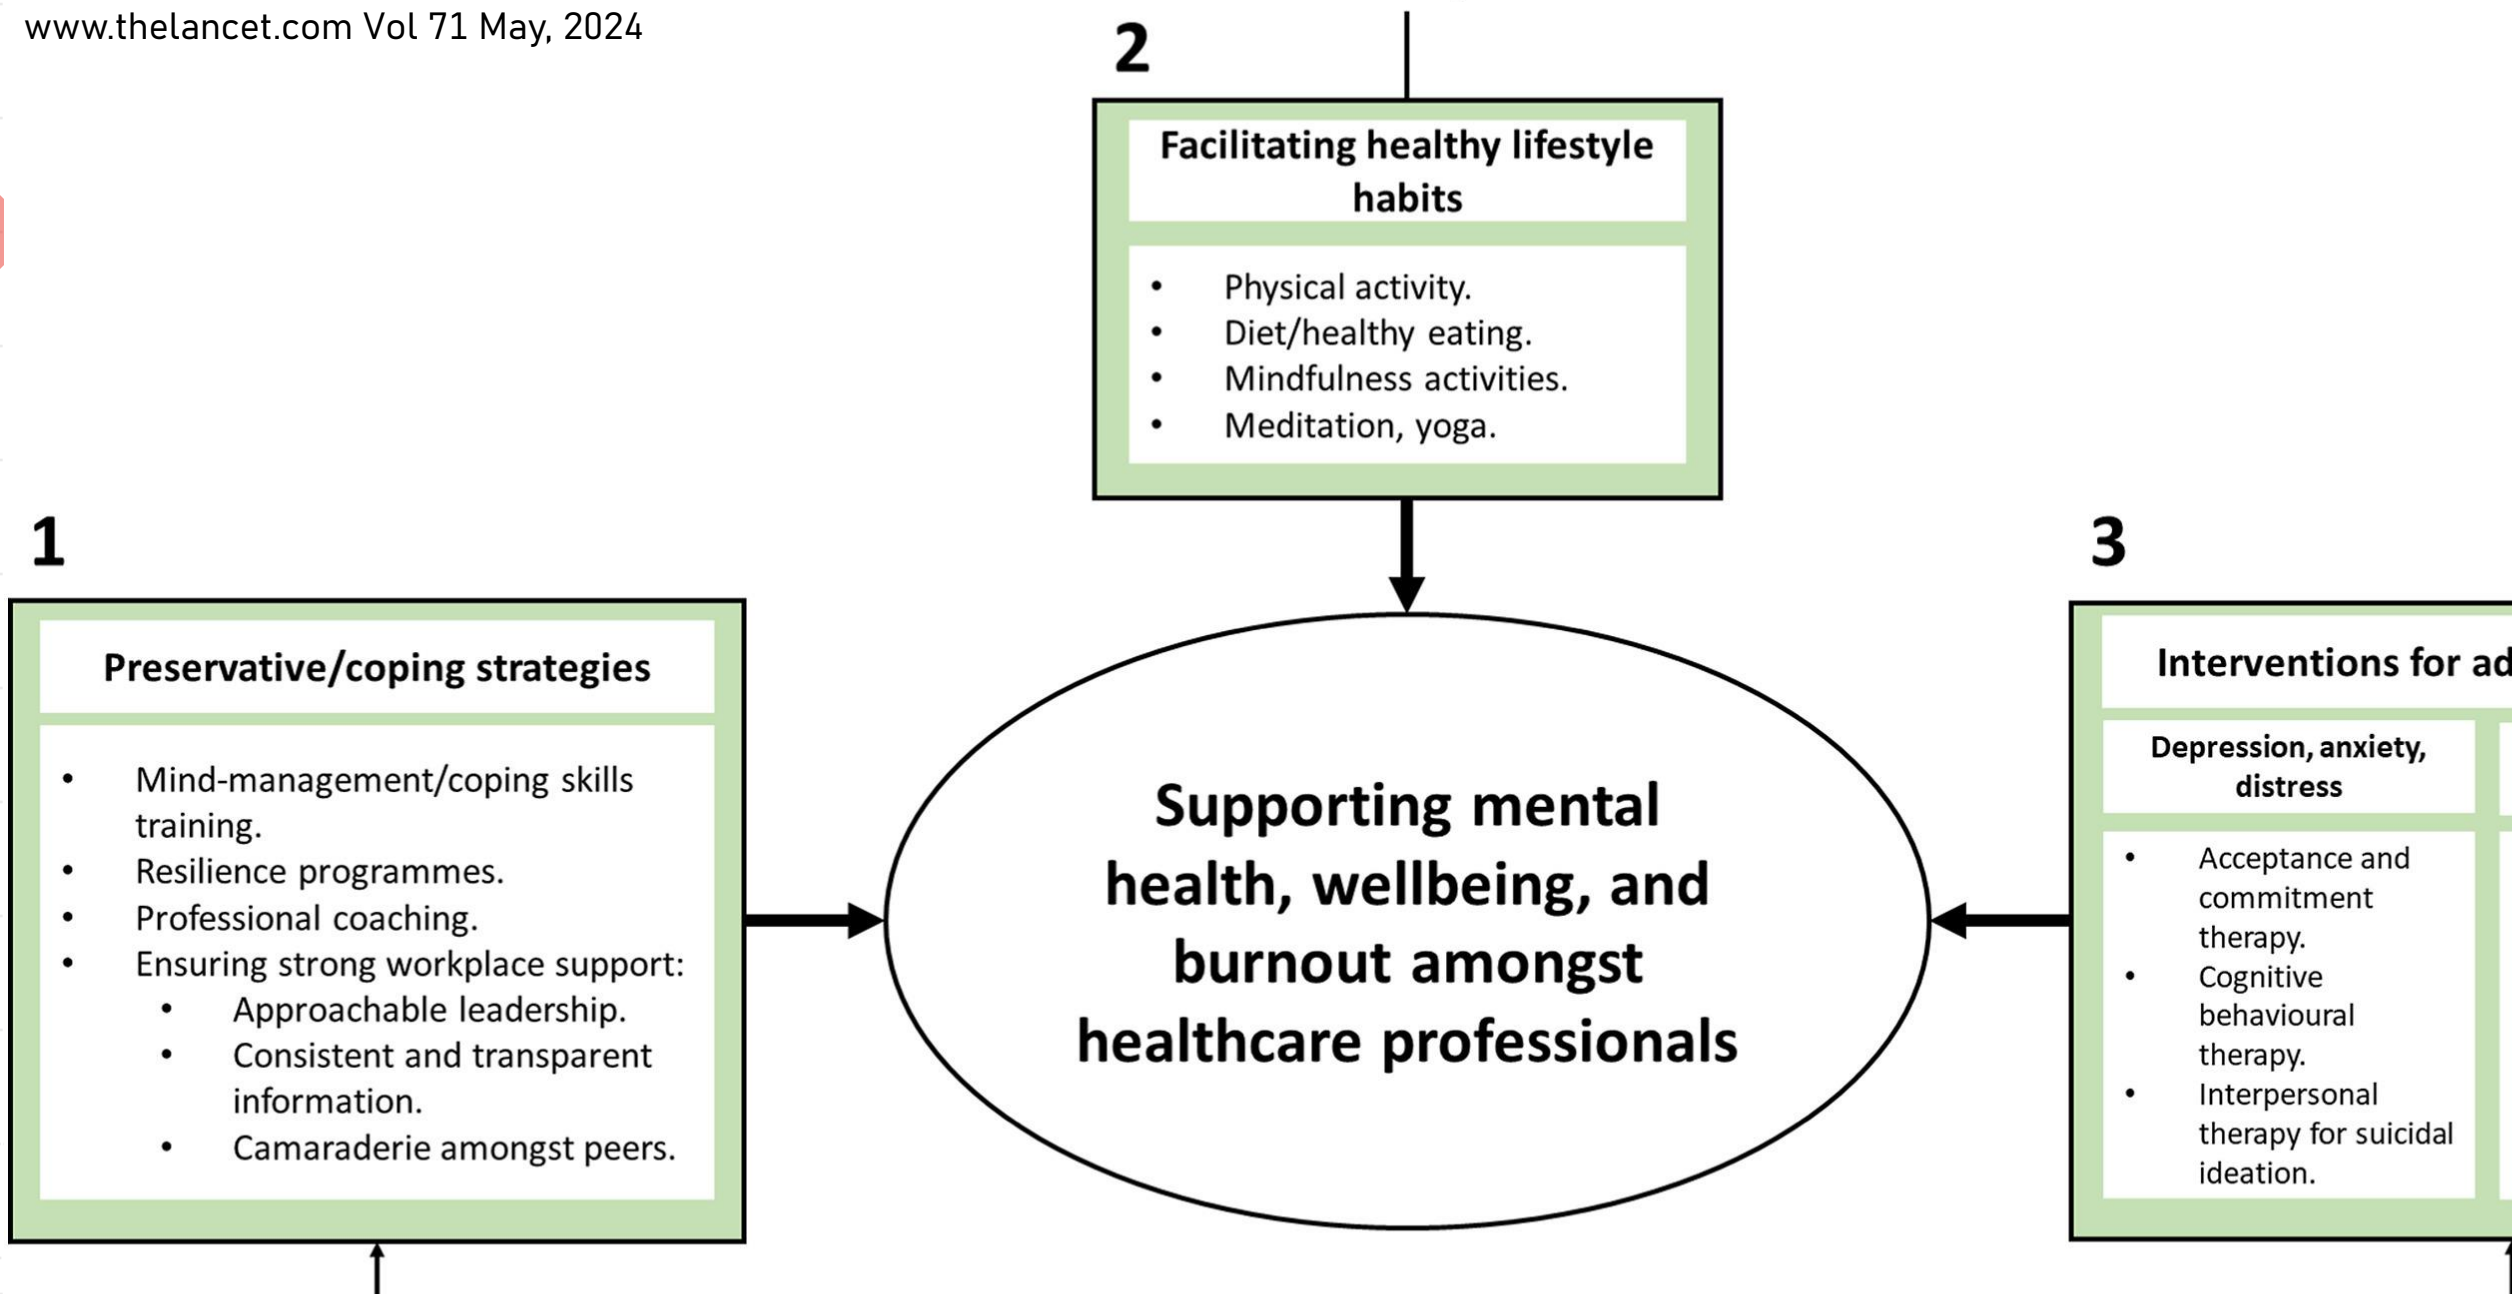 www.thelancet.com Vol 71 May, 2024
2
Facilitating healthy lifestyle
habits
• Physical activity.
• Diet/healthy eating.
• Mindfulness activities.
• Meditation, yoga.
1
Preservative/coping strategies
• Mind-management/coping skills
training.
• Resilience programmes.
• Professional coaching.
• Ensuring strong workplace support:
• Approachable leadership.
• Consistent and transparent
information.
• Camaraderie amongst peers.
Supporting mental
health, wellbeing, and
burnout amongst
healthcare professionals
3
Interventions for ad
Depression, anxiety,
distress
• Acceptance and
commitment
therapy.
• Cognitive
behavioural
therapy.
• Interpersonal
therapy for suicidal
ideation.